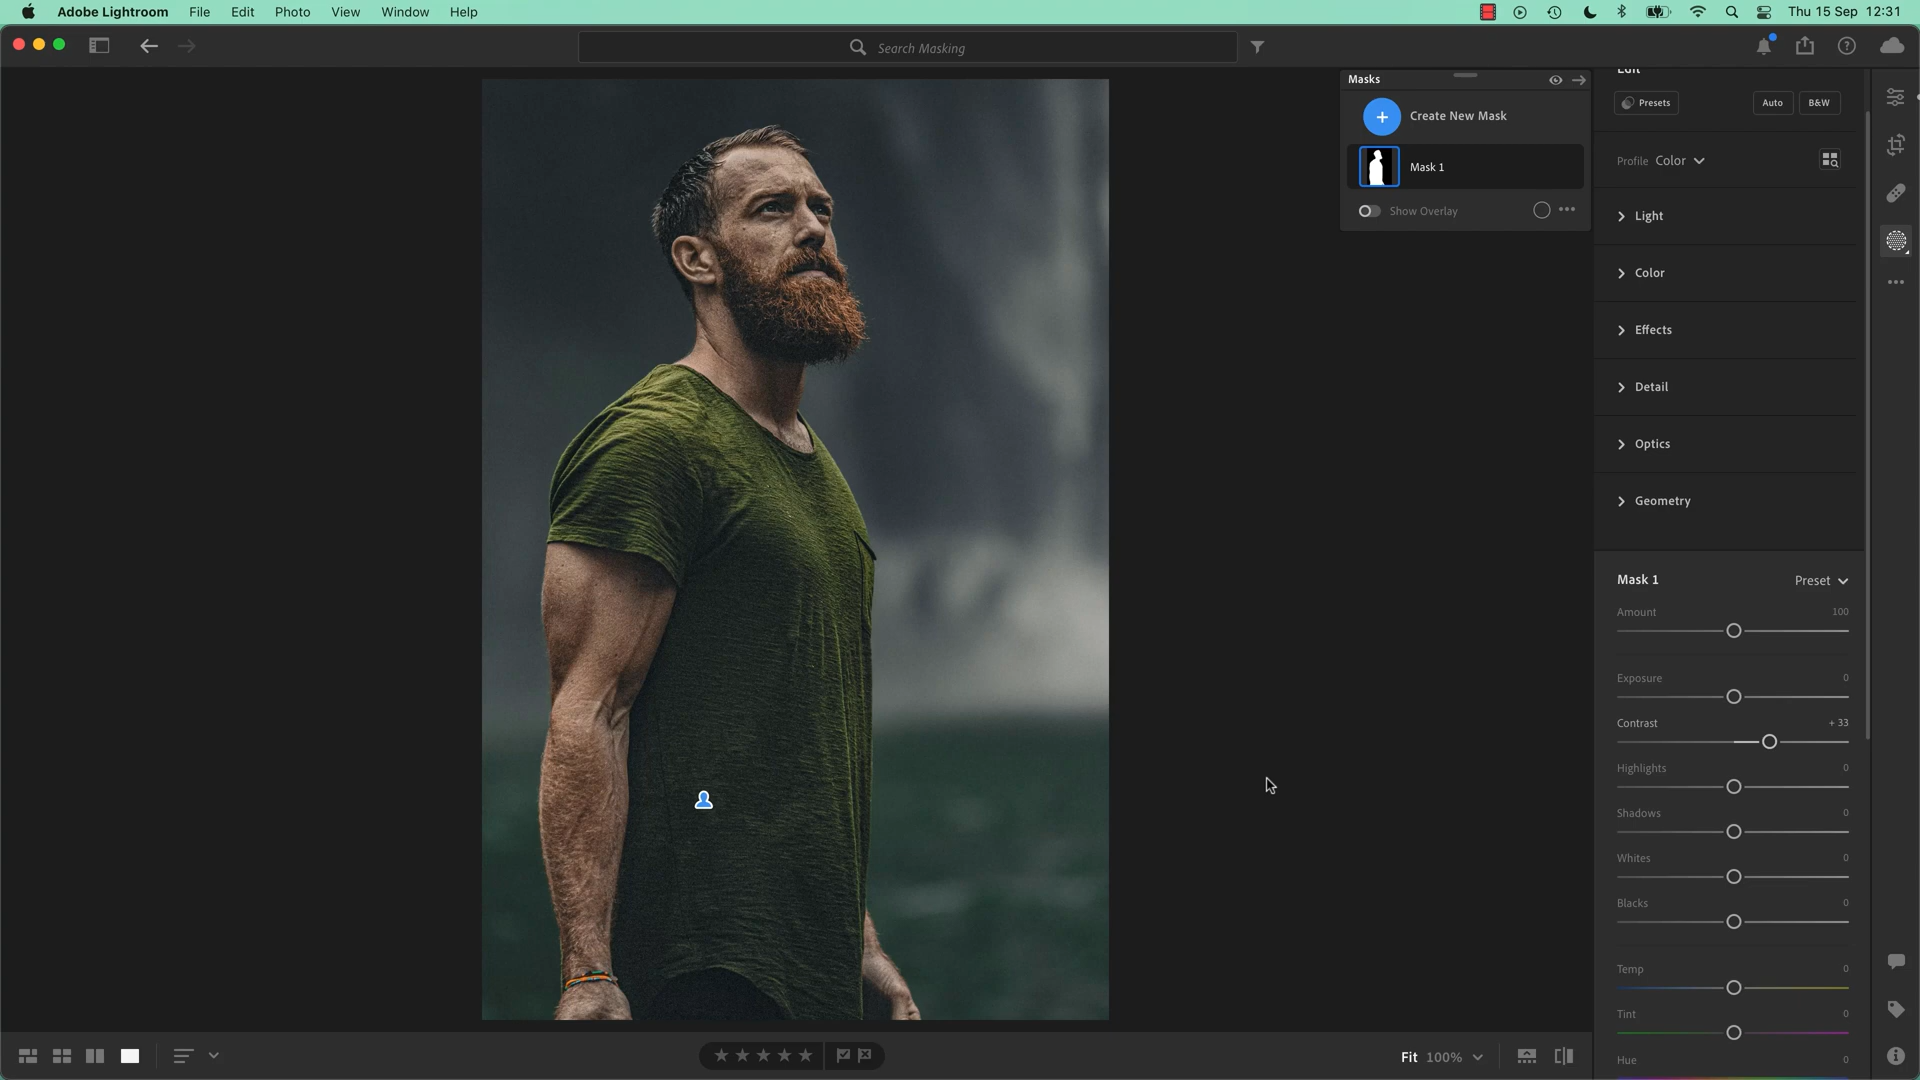 Adobe Lightroom File Edit Photo View Window Help Thu 15 Sep 12:31
Search Masking
Edit
Masks
Presets Auto B&W
Create New Mask
Profile Color
Mask 1
Show Overlay
Light
Color
Effects
Detail
Optics
Geometry
Mask 1 Preset
Amount 100
Exposure 0
Contrast + 33
Highlights 0
Shadows 0
Whites 0
Blacks 0
Temp 0
Tint 0
Hue 0
Fit 100%